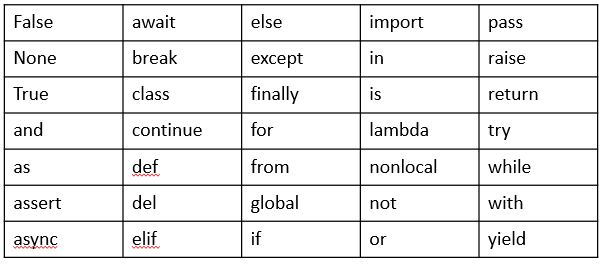 False await else import pass
None break except in raise
True class finally is return
and continue for lambda try
as def from nonlocal while
assert del global not with
async elif if or yield